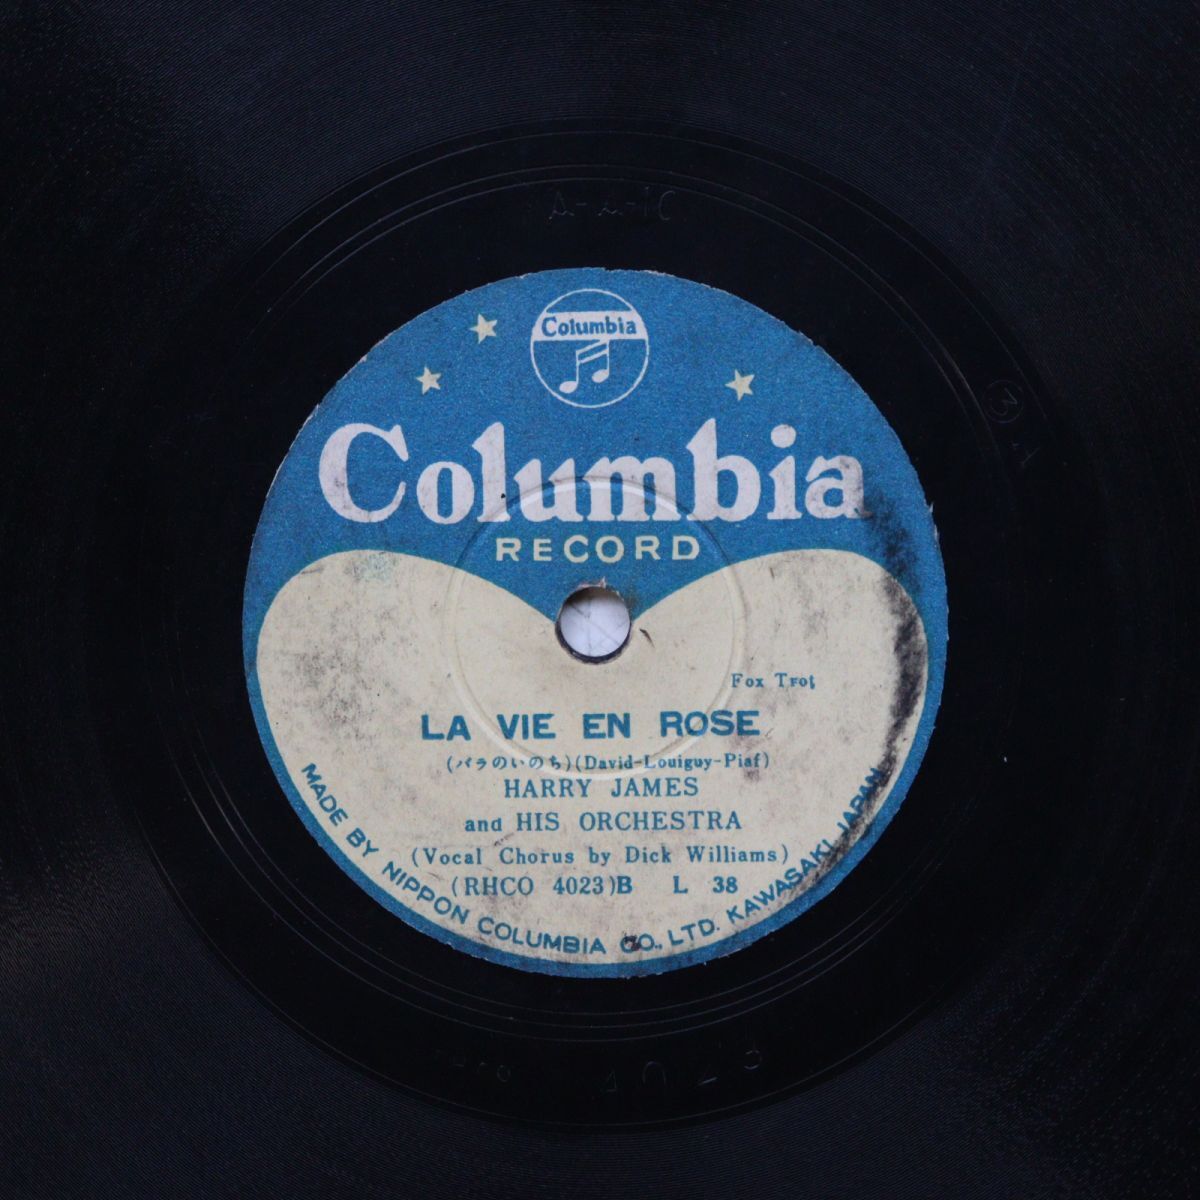 Columbia
Columbia
RECORD
Fox Trot
LA VIE EN ROSE
(バラのいのち)(David-Louiguy-Piaf)
HARRY JAMES
and HIS ORCHESTRA
(Vocal Chorus by Dick Williams)
(RHCO 4023)B L 38
MADE BY NIPPON COLUMBIA CO., LTD. KAWASAKI, JAPAN
4023